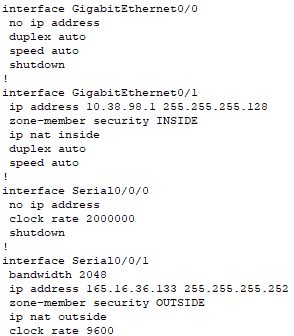 interface GigabitEthernet0/0
 no ip address
 duplex auto
 speed auto
 shutdown
!
interface GigabitEthernet0/1
 ip address 10.38.98.1 255.255.255.128
 zone-member security INSIDE
 ip nat inside
 duplex auto
 speed auto
!
interface Serial0/0/0
 no ip address
 clock rate 2000000
 shutdown
!
interface Serial0/0/1
 bandwidth 2048
 ip address 165.16.36.133 255.255.255.252
 zone-member security OUTSIDE
 ip nat outside
 clock rate 9600